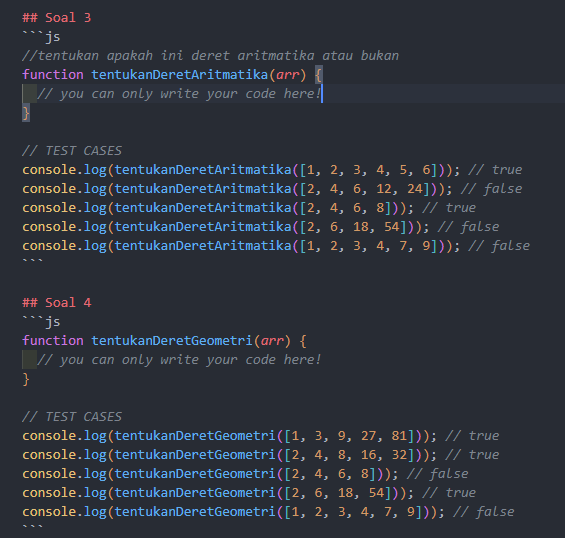 ## Soal 3
```js
//tentukan apakah ini deret aritmatika atau bukan
function tentukanDeretAritmatika(arr) {
  // you can only write your code here!
}

// TEST CASES
console.log(tentukanDeretAritmatika([1, 2, 3, 4, 5, 6])); // true
console.log(tentukanDeretAritmatika([2, 4, 6, 12, 24])); // false
console.log(tentukanDeretAritmatika([2, 4, 6, 8])); // true
console.log(tentukanDeretAritmatika([2, 6, 18, 54])); // false
console.log(tentukanDeretAritmatika([1, 2, 3, 4, 7, 9])); // false
```

## Soal 4
```js
function tentukanDeretGeometri(arr) {
  // you can only write your code here!
}

// TEST CASES
console.log(tentukanDeretGeometri([1, 3, 9, 27, 81])); // true
console.log(tentukanDeretGeometri([2, 4, 8, 16, 32])); // true
console.log(tentukanDeretGeometri([2, 4, 6, 8])); // false
console.log(tentukanDeretGeometri([2, 6, 18, 54])); // true
console.log(tentukanDeretGeometri([1, 2, 3, 4, 7, 9])); // false
```